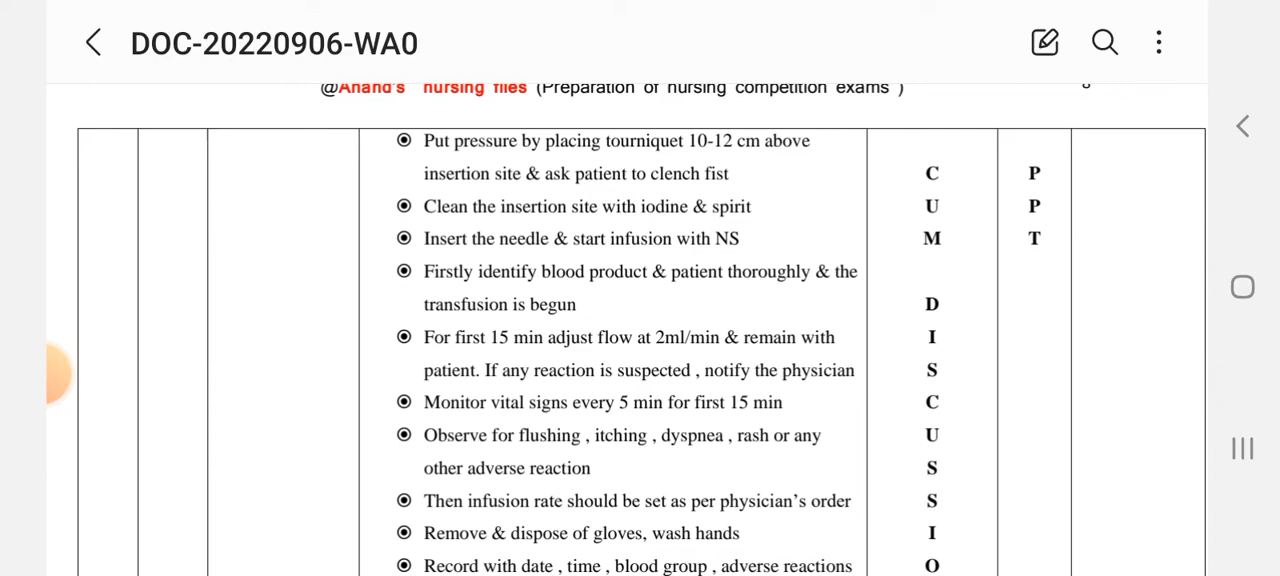 DOC-20220906-WA0
@Anand's nursing files (Preparation of nursing competition exams )
Put pressure by placing tourniquet 10-12 cm above
insertion site & ask patient to clench fist
C P
Clean the insertion site with iodine & spirit
U P
Insert the needle & start infusion with NS
M T
Firstly identify blood product & patient thoroughly & the
transfusion is begun
D
For first 15 min adjust flow at 2ml/min & remain with
I
patient. If any reaction is suspected , notify the physician
S
Monitor vital signs every 5 min for first 15 min
C
Observe for flushing , itching , dyspnea , rash or any
U
other adverse reaction
S
Then infusion rate should be set as per physician's order
S
Remove & dispose of gloves, wash hands
I
Record with date , time , blood group , adverse reactions
O